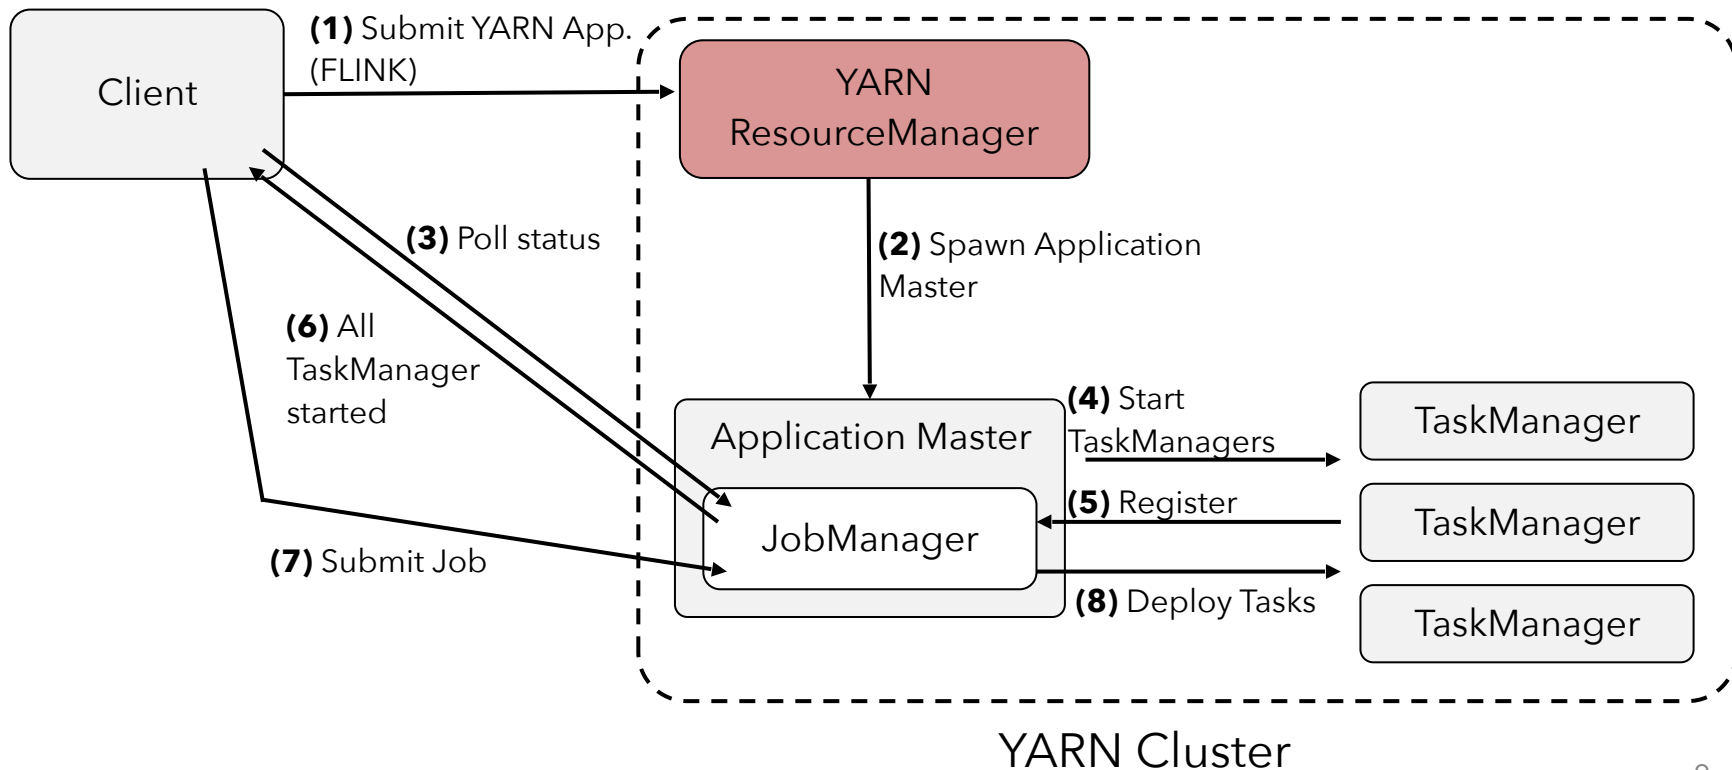 (1) Submit YARN App.
(FLINK)
Client
YARN
ResourceManager
(3) Poll status
(2) Spawn Application
Master
(6) All
TaskManager
started
(4) Start
TaskManagers
Application Master
TaskManager
(5) Register
JobManager
TaskManager
(7) Submit Job
(8) Deploy Tasks
TaskManager
YARN Cluster